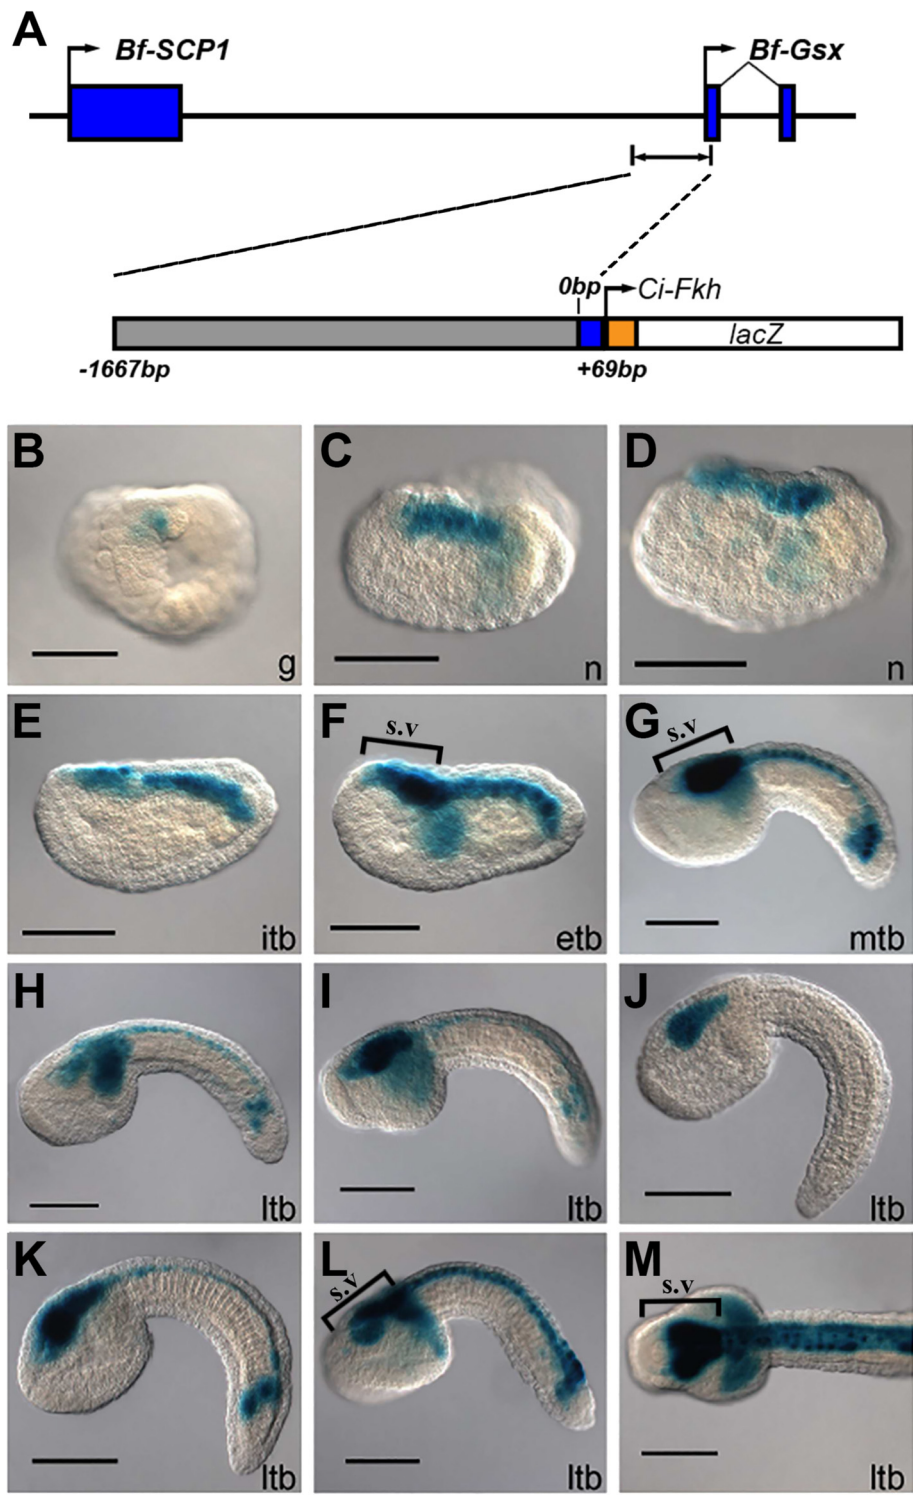 A
Bf-SCP1
Bf-Gsx
0bp
Ci-Fkh
lacZ
-1667bp
+69bp
B
g
C
n
D
n
E
itb
F
s.v
etb
G
s.v
mtb
H
ltb
I
ltb
J
ltb
K
ltb
L
s.v
ltb
M
s.v
ltb